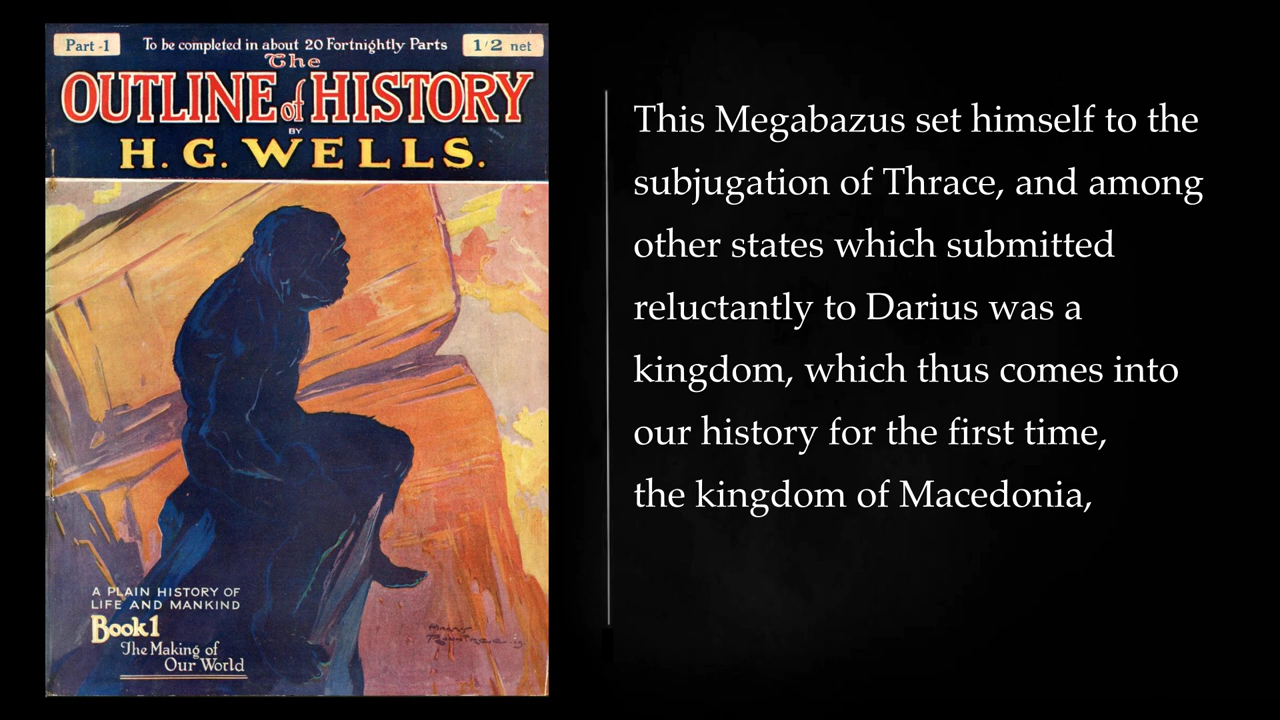 Part -1
To be completed in about 20 Fortnightly Parts
1/2 net
The
OUTLINE of HISTORY
BY
H. G. WELLS.
A PLAIN HISTORY OF
LIFE AND MANKIND
Book 1
The Making of
Our World
This Megabazus set himself to the
subjugation of Thrace, and among
other states which submitted
reluctantly to Darius was a
kingdom, which thus comes into
our history for the first time,
the kingdom of Macedonia,